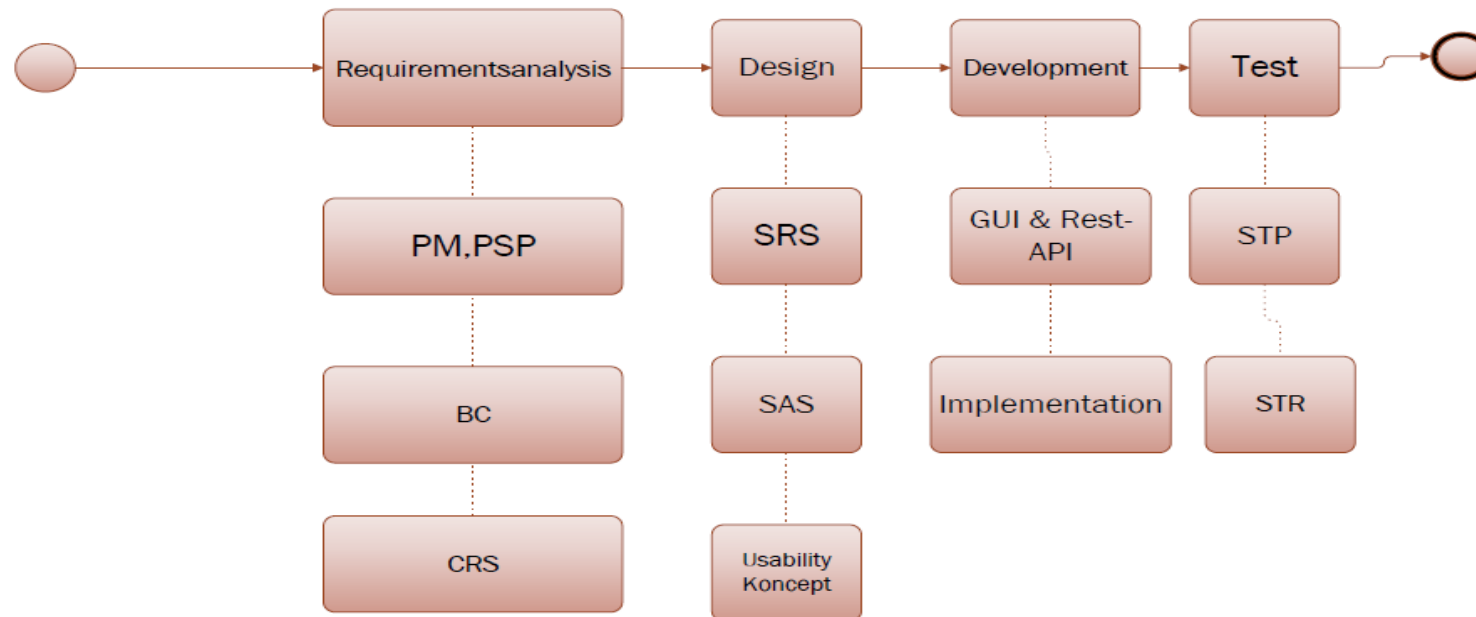 Requirementsanalysis
Design
Development
Test
PM,PSP
SRS
GUI & Rest-
API
STP
BC
SAS
Implementation
STR
CRS
Usability
Koncept